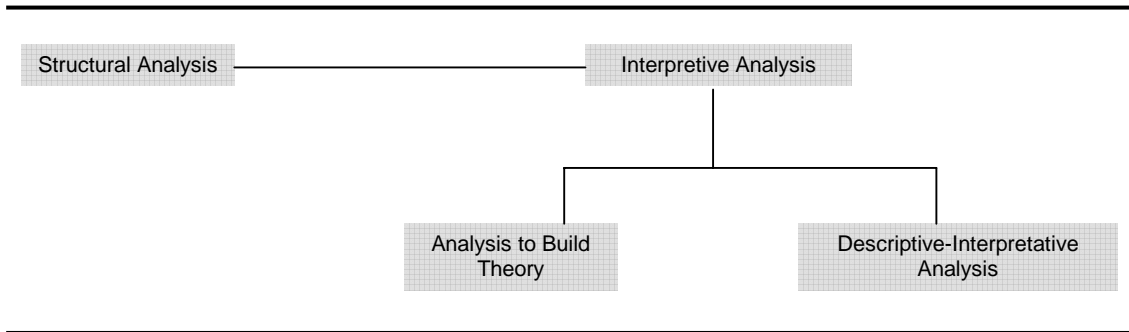 Structural Analysis
Interpretive Analysis
Analysis to Build
Theory
Descriptive-Interpretative
Analysis